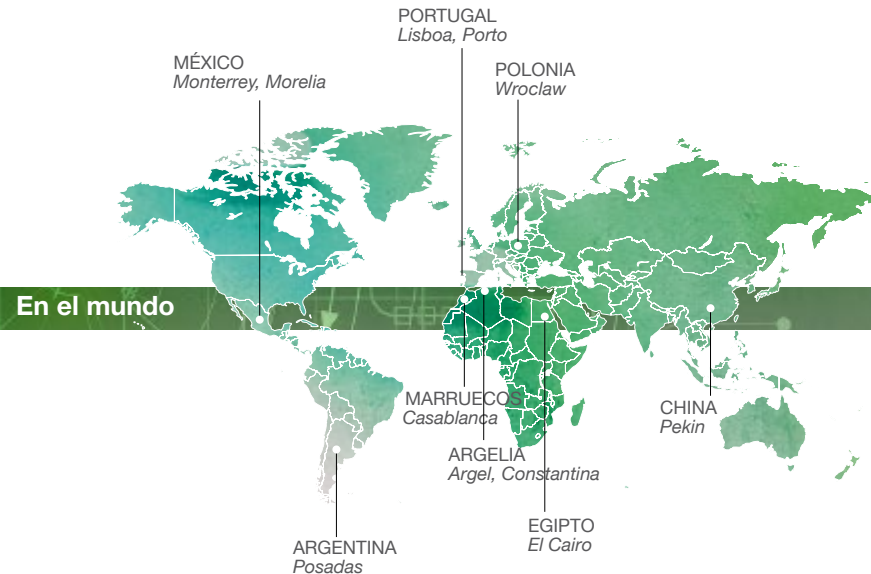 PORTUGAL
Lisboa, Porto
MÉXICO
Monterrey, Morelia
POLONIA
Wroclaw
En el mundo
MARRUECOS
Casablanca
CHINA
Pekin
ARGELIA
Argel, Constantina
EGIPTO
El Cairo
ARGENTINA
Posadas